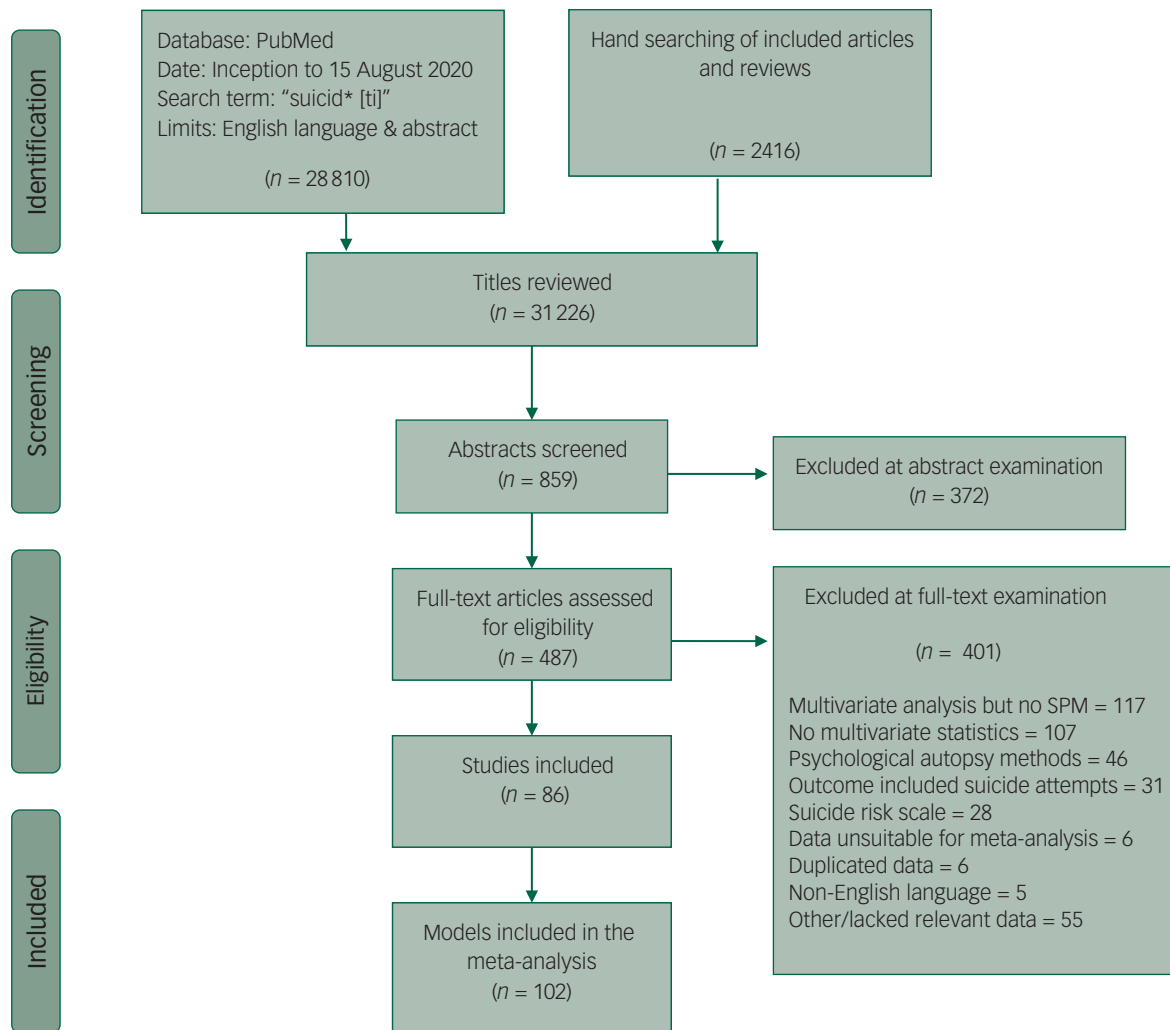 Identification
Database: PubMed
Date: Inception to 15 August 2020
Search term: “suicid* [ti]”
Limits: English language & abstract
(n = 28 810)
Hand searching of included articles
and reviews
(n = 2416)
Titles reviewed
(n = 31 226)
Screening
Abstracts screened
(n = 859)
Excluded at abstract examination
(n = 372)
Eligibility
Full-text articles assessed
for eligibility
(n = 487)
Excluded at full-text examination
(n = 401)
Multivariate analysis but no SPM = 117
No multivariate statistics = 107
Psychological autopsy methods = 46
Outcome included suicide attempts = 31
Suicide risk scale = 28
Data unsuitable for meta-analysis = 6
Duplicated data = 6
Non-English language = 5
Other/lacked relevant data = 55
Studies included
(n = 86)
Included
Models included in the
meta-analysis
(n = 102)